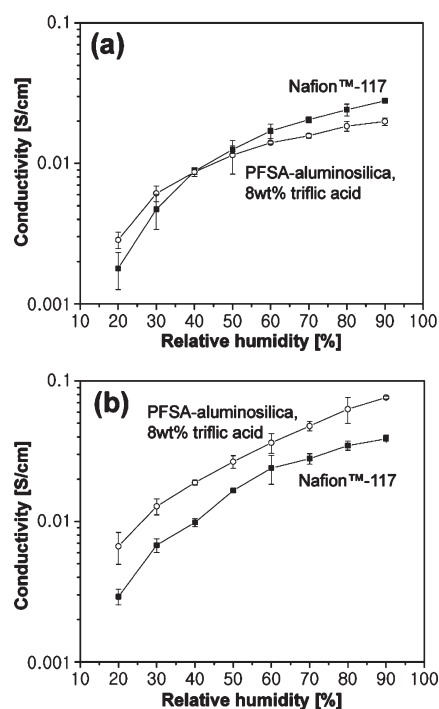 (a)
0.1
0.01
0.001
Conductivity [S/cm]
Nafion™-117
PFSA-aluminosilica,
8wt% triflic acid
10 20 30 40 50 60 70 80 90 100
Relative humidity [%]
(b)
0.1
0.01
0.001
Conductivity [S/cm]
PFSA-aluminosilica,
8wt% triflic acid
Nafion™-117
10 20 30 40 50 60 70 80 90 100
Relative humidity [%]